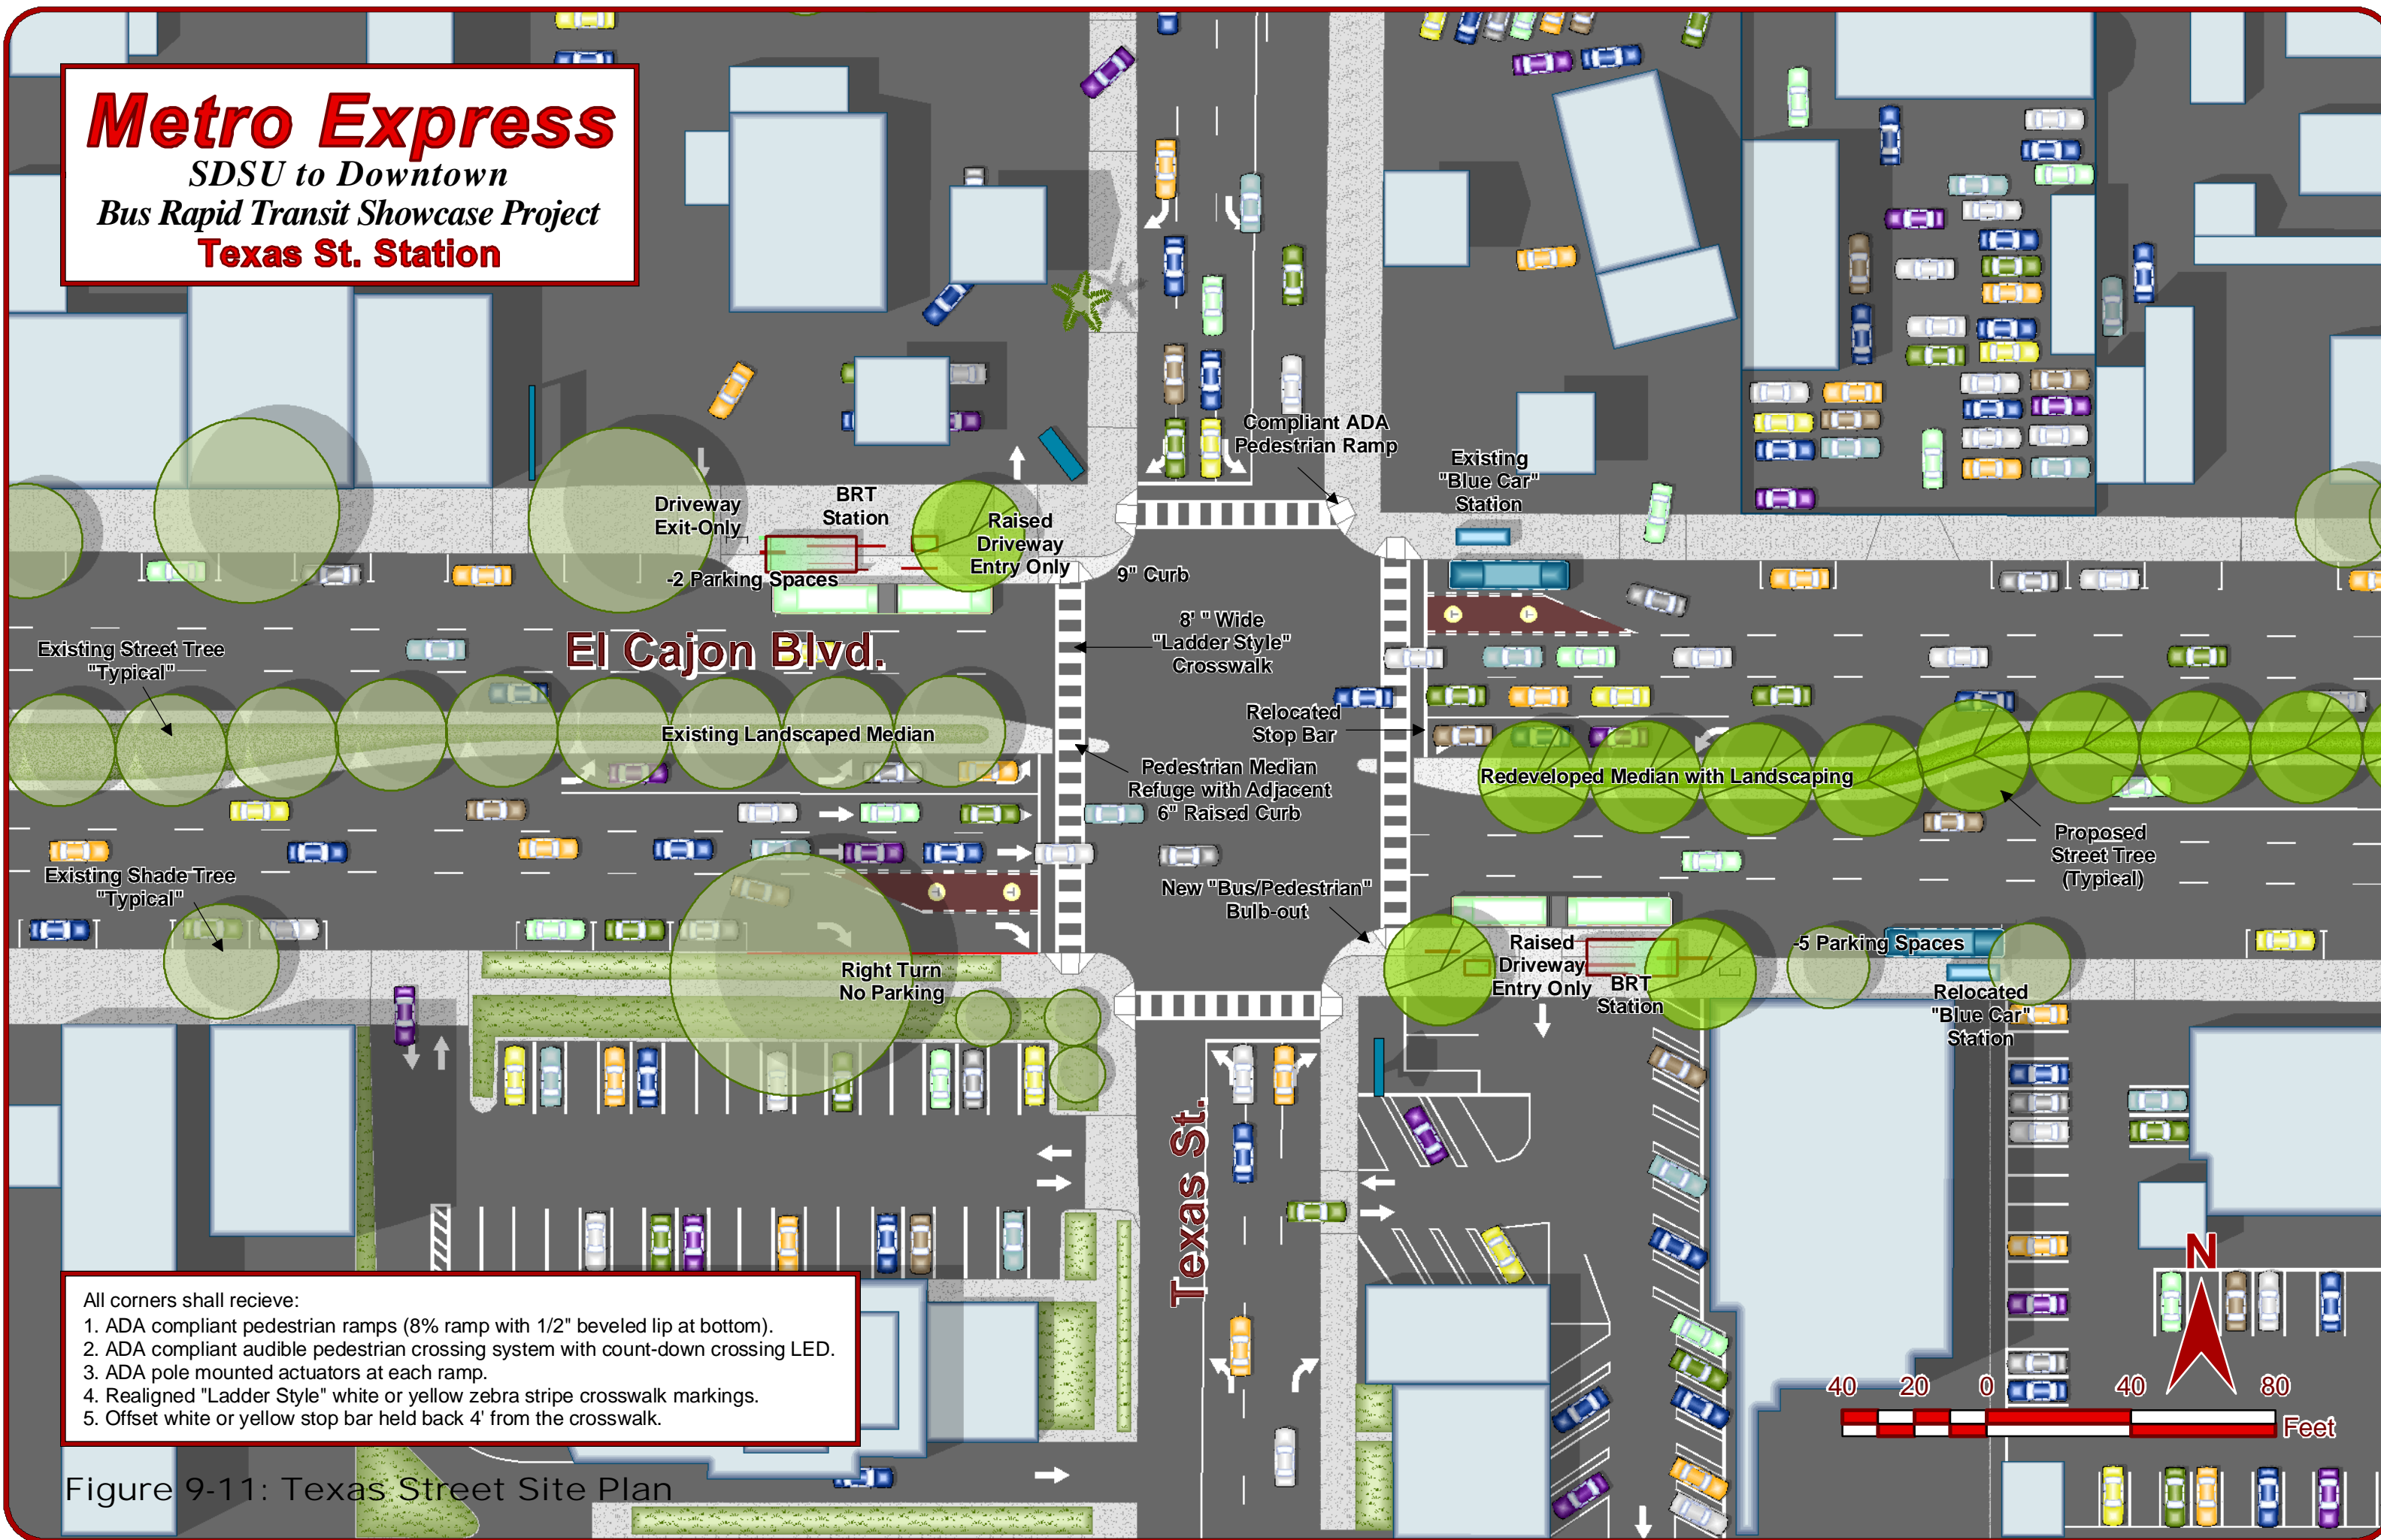 Metro Express
SDSU to Downtown
Bus Rapid Transit Showcase Project
Texas St. Station
Compliant ADA
Pedestrian Ramp
Existing
"Blue Car"
Station
Driveway
Exit-Only
BRT
Station
Raised
Driveway
Entry Only
-2 Parking Spaces
9" Curb
8' " Wide
"Ladder Style"
Crosswalk
El Cajon Blvd.
Existing Street Tree
"Typical"
Existing Landscaped Median
Relocated
Stop Bar
Pedestrian Median
Refuge with Adjacent
6" Raised Curb
Redeveloped Median with Landscaping
Proposed
Street Tree
(Typical)
Existing Shade Tree
"Typical"
New "Bus/Pedestrian"
Bulb-out
Right Turn
No Parking
Raised
Driveway
Entry Only
BRT
Station
-5 Parking Spaces
Relocated
"Blue Car"
Station
Texas St.
All corners shall recieve:
1. ADA compliant pedestrian ramps (8% ramp with 1/2" beveled lip at bottom).
2. ADA compliant audible pedestrian crossing system with count-down crossing LED.
3. ADA pole mounted actuators at each ramp.
4. Realigned "Ladder Style" white or yellow zebra stripe crosswalk markings.
5. Offset white or yellow stop bar held back 4' from the crosswalk.
N
40 20 0 40 80
Feet
Figure 9-11: Texas Street Site Plan